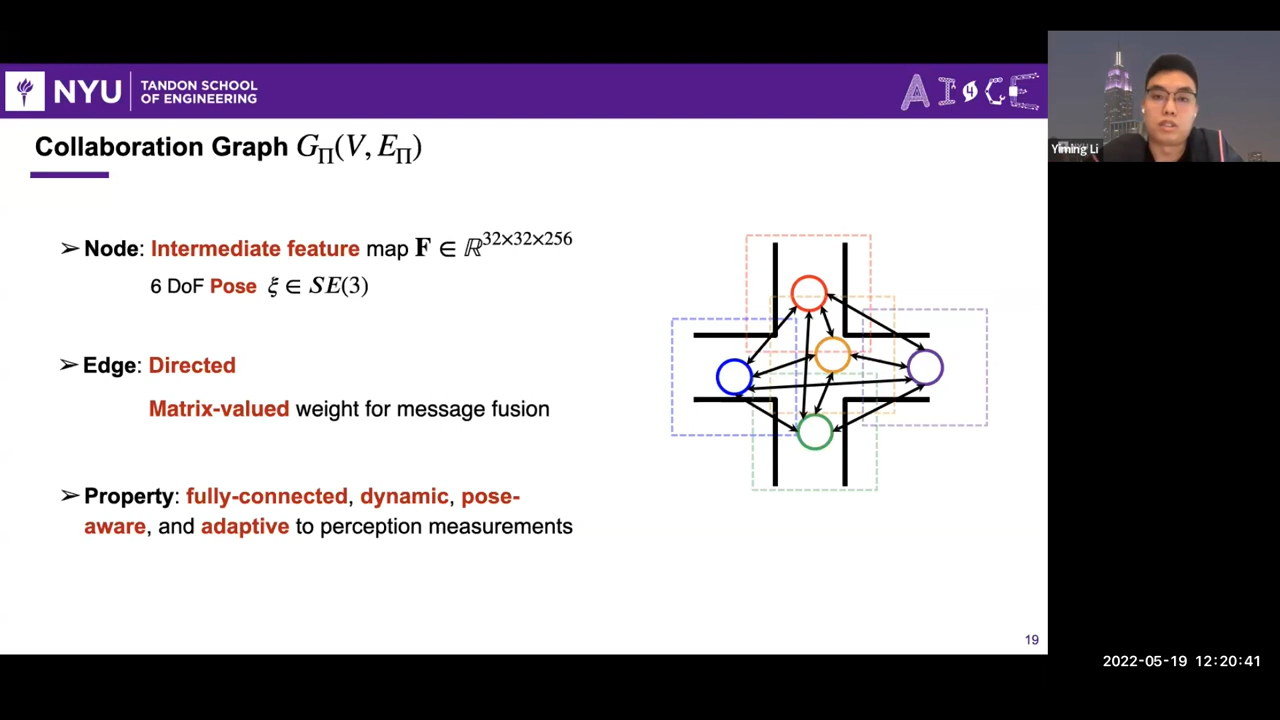 NYU
TANDON SCHOOL
OF ENGINEERING
AI4CE
Yiming Li
Collaboration Graph G_Π(V, E_Π)
➢ Node: Intermediate feature map F ∈ ℝ^{32×32×256}
6 DoF Pose ξ ∈ SE(3)
➢ Edge: Directed
Matrix-valued weight for message fusion
➢ Property: fully-connected, dynamic, pose-
aware, and adaptive to perception measurements
19
2022-05-19 12:20:41